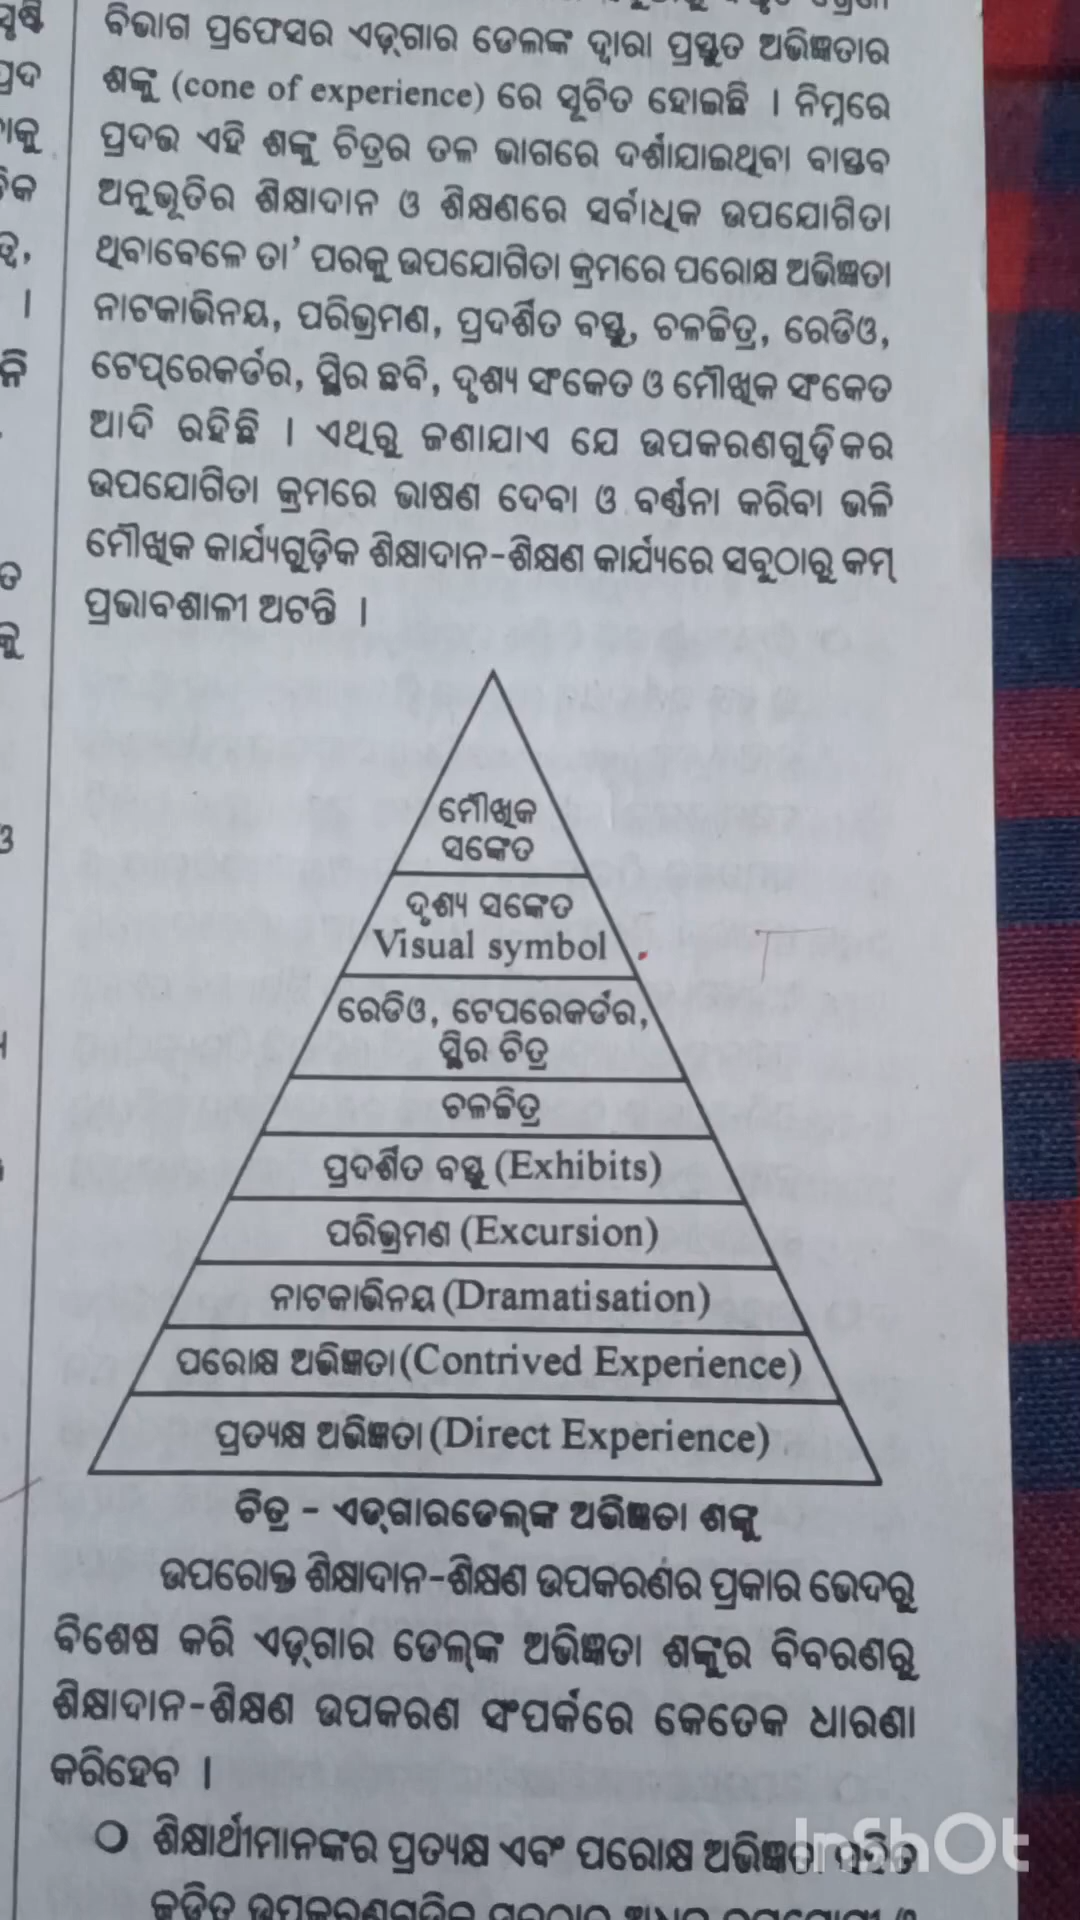 ବିଭାଗ ପ୍ରଫେସର ଏଡ଼୍‌ଗାର ଡେଲଙ୍କ ଦ୍ୱାରା ପ୍ରସ୍ତୁତ ଅଭିଜ୍ଞତାର
ଶଙ୍କୁ (cone of experience) ରେ ସୂଚିତ ହୋଇଛି । ନିମ୍ନରେ
ପ୍ରଦତ୍ତ ଏହି ଶଙ୍କୁ ଚିତ୍ରର ତଳ ଭାଗରେ ଦର୍ଶାଯାଇଥିବା ବାସ୍ତବ
ଅନୁଭୂତିର ଶିକ୍ଷାଦାନ ଓ ଶିକ୍ଷଣରେ ସର୍ବାଧିକ ଉପଯୋଗିତା
ଥିବାବେଳେ ତା’ ପରକୁ ଉପଯୋଗିତା କ୍ରମରେ ପରୋକ୍ଷ ଅଭିଜ୍ଞତା
ନାଟକାଭିନୟ, ପରିଭ୍ରମଣ, ପ୍ରଦର୍ଶିତ ବସ୍ତୁ, ଚଳଚ୍ଚିତ୍ର, ରେଡିଓ,
ଟେପ୍‌ରେକର୍ଡର, ସ୍ଥିର ଛବି, ଦୃଶ୍ୟ ସଂକେତ ଓ ମୌଖିକ ସଂକେତ
ଆଦି ରହିଛି । ଏଥିରୁ ଜଣାଯାଏ ଯେ ଉପକରଣଗୁଡ଼ିକର
ଉପଯୋଗିତା କ୍ରମରେ ଭାଷଣ ଦେବା ଓ ବର୍ଣ୍ଣନା କରିବା ଭଳି
ମୌଖିକ କାର୍ଯ୍ୟଗୁଡ଼ିକ ଶିକ୍ଷାଦାନ-ଶିକ୍ଷଣ କାର୍ଯ୍ୟରେ ସବୁଠାରୁ କମ୍
ପ୍ରଭାବଶାଳୀ ଅଟନ୍ତି ।
ମୌଖିକ
ସଙ୍କେତ
ଦୃଶ୍ୟ ସଙ୍କେତ
Visual symbol
ରେଡିଓ, ଟେପରେକର୍ଡର,
ସ୍ଥିର ଚିତ୍ର
ଚଳଚ୍ଚିତ୍ର
ପ୍ରଦର୍ଶିତ ବସ୍ତୁ (Exhibits)
ପରିଭ୍ରମଣ (Excursion)
ନାଟକାଭିନୟ (Dramatisation)
ପରୋକ୍ଷ ଅଭିଜ୍ଞତା (Contrived Experience)
ପ୍ରତ୍ୟକ୍ଷ ଅଭିଜ୍ଞତା (Direct Experience)
ଚିତ୍ର - ଏଡ୍‌ଗାରଡେଲ୍‌ଙ୍କ ଅଭିଜ୍ଞତା ଶଙ୍କୁ
ଉପରୋକ୍ତ ଶିକ୍ଷାଦାନ-ଶିକ୍ଷଣ ଉପକରଣର ପ୍ରକାର ଭେଦରୁ
ବିଶେଷ କରି ଏଡ଼୍‌ଗାର ଡେଲ୍‌ଙ୍କ ଅଭିଜ୍ଞତା ଶଙ୍କୁର ବିବରଣରୁ
ଶିକ୍ଷାଦାନ-ଶିକ୍ଷଣ ଉପକରଣ ସଂପର୍କରେ କେତେକ ଧାରଣା
କରିହେବ ।
ଶିକ୍ଷାର୍ଥୀମାନଙ୍କର ପ୍ରତ୍ୟକ୍ଷ ଏବଂ ପରୋକ୍ଷ ଅଭିଜ୍ଞତା ସହିତ
InShOt